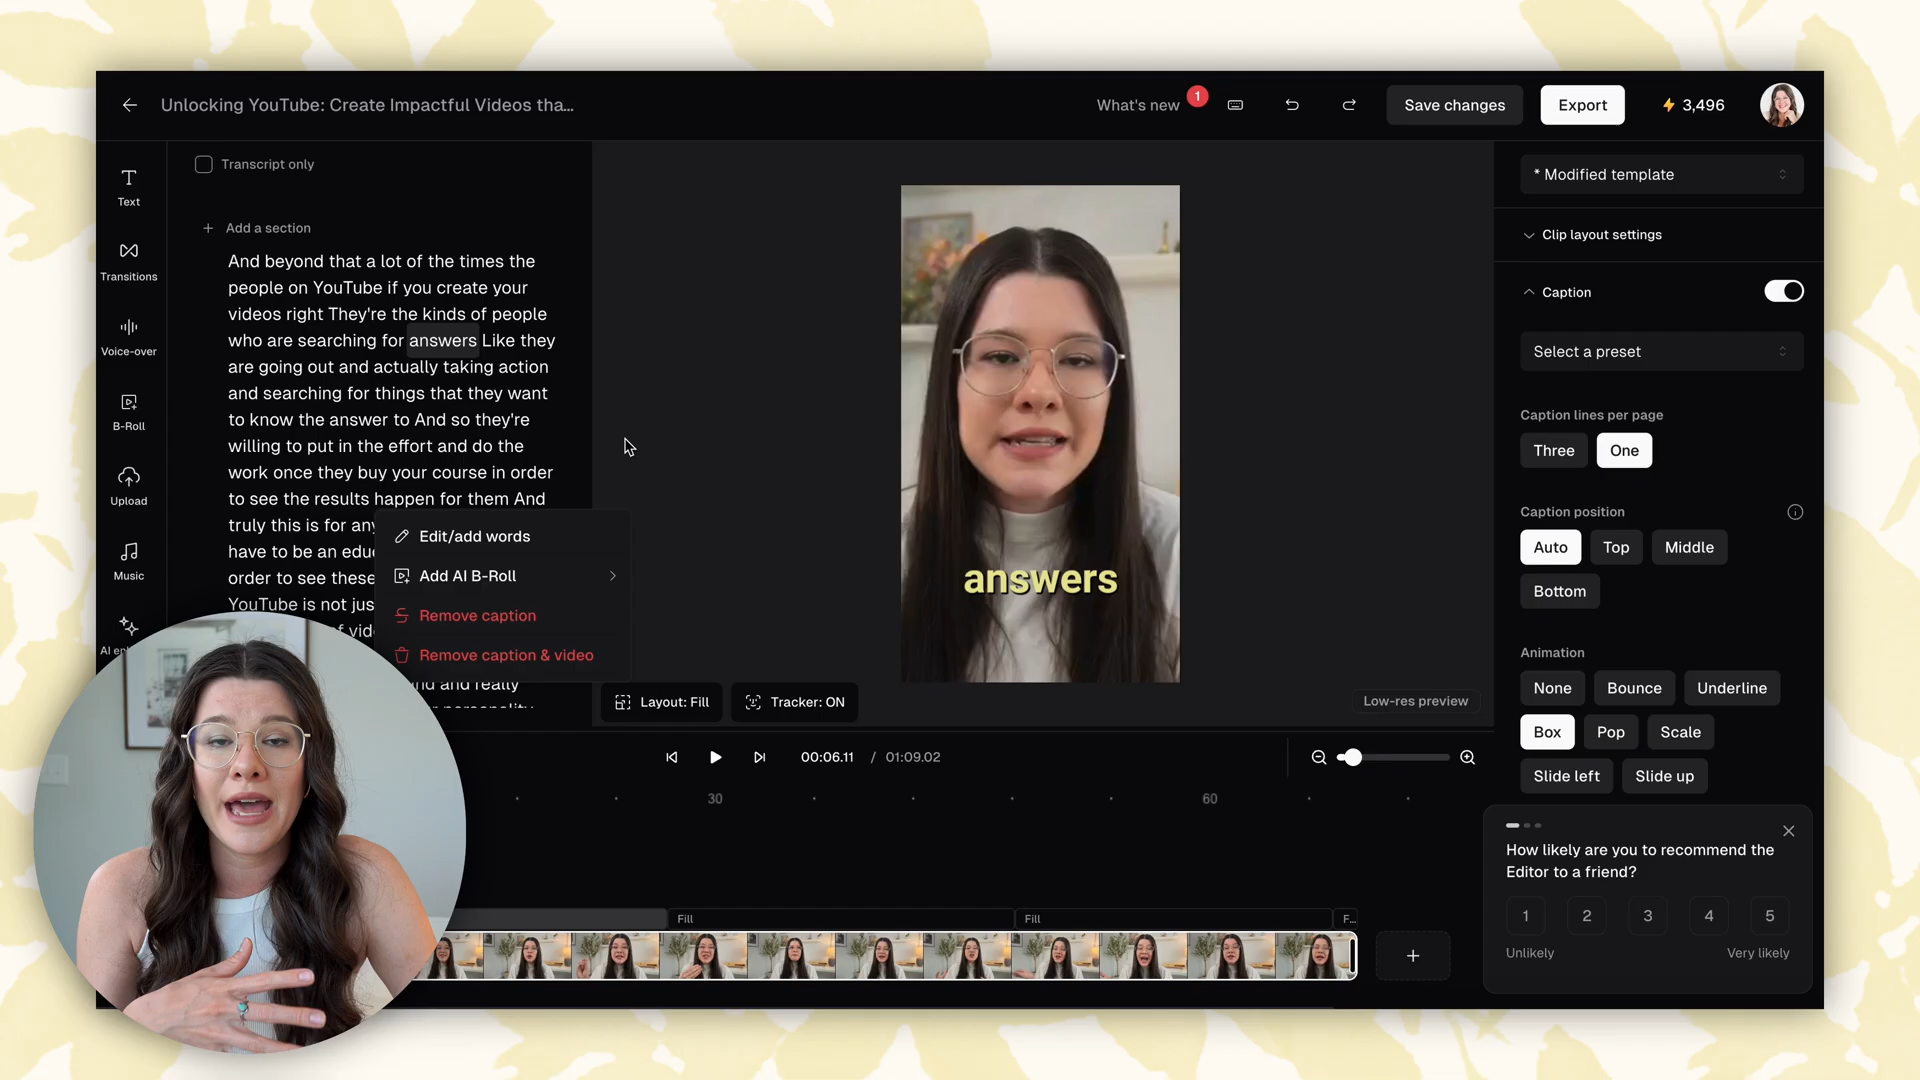 Unlocking YouTube: Create Impactful Videos tha...
What's new
1
Save changes
Export
3,496
Text
Transitions
Voice-over
B-Roll
Upload
Music
Transcript only
Add a section
And beyond that a lot of the times the
people on YouTube if you create your
videos right They're the kinds of people
who are searching for answers Like they
are going out and actually taking action
and searching for things that they want
to know the answer to And so they're
willing to put in the effort and do the
work once they buy your course in order
to see the results happen for them And
truly this is for any
have to be an edu
order to see these
YouTube is not jus
of vid
and really
Edit/add words
Add AI B-Roll
Remove caption
Remove caption & video
answers
Layout: Fill
Tracker: ON
Low-res preview
00:06.11 / 01:09.02
30
60
Fill
Fill
F...
* Modified template
Clip layout settings
Caption
Select a preset
Caption lines per page
Three
One
Caption position
Auto
Top
Middle
Bottom
Animation
None
Bounce
Underline
Box
Pop
Scale
Slide left
Slide up
How likely are you to recommend the
Editor to a friend?
1
2
3
4
5
Unlikely
Very likely